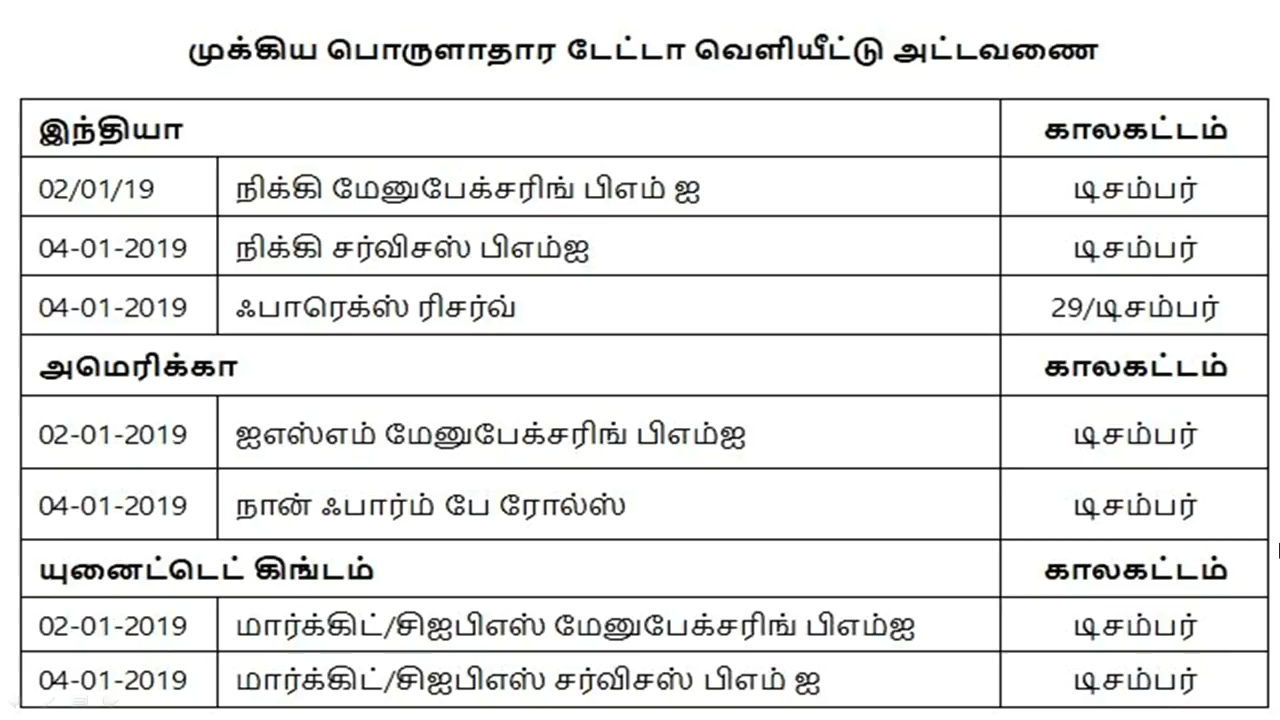 முக்கிய பொருளாதார டேட்டா வெளியீட்டு அட்டவணை
இந்தியா காலகட்டம்
02/01/19 நிக்கி மேனுபேக்சரிங் பிஎம் ஐ டிசம்பர்
04-01-2019 நிக்கி சர்விசஸ் பிஎம்ஐ டிசம்பர்
04-01-2019 ஃபாரெக்ஸ் ரிசர்வ் 29/டிசம்பர்
அமெரிக்கா காலகட்டம்
02-01-2019 ஐஎஸ்எம் மேனுபேக்சரிங் பிஎம்ஐ டிசம்பர்
04-01-2019 நான் ஃபார்ம் பே ரோல்ஸ் டிசம்பர்
யுனைட்டெட் கிங்டம் காலகட்டம்
02-01-2019 மார்க்கிட்/சிஐபிஎஸ் மேனுபேக்சரிங் பிஎம்ஐ டிசம்பர்
04-01-2019 மார்க்கிட்/சிஐபிஎஸ் சர்விசஸ் பிஎம் ஐ டிசம்பர்